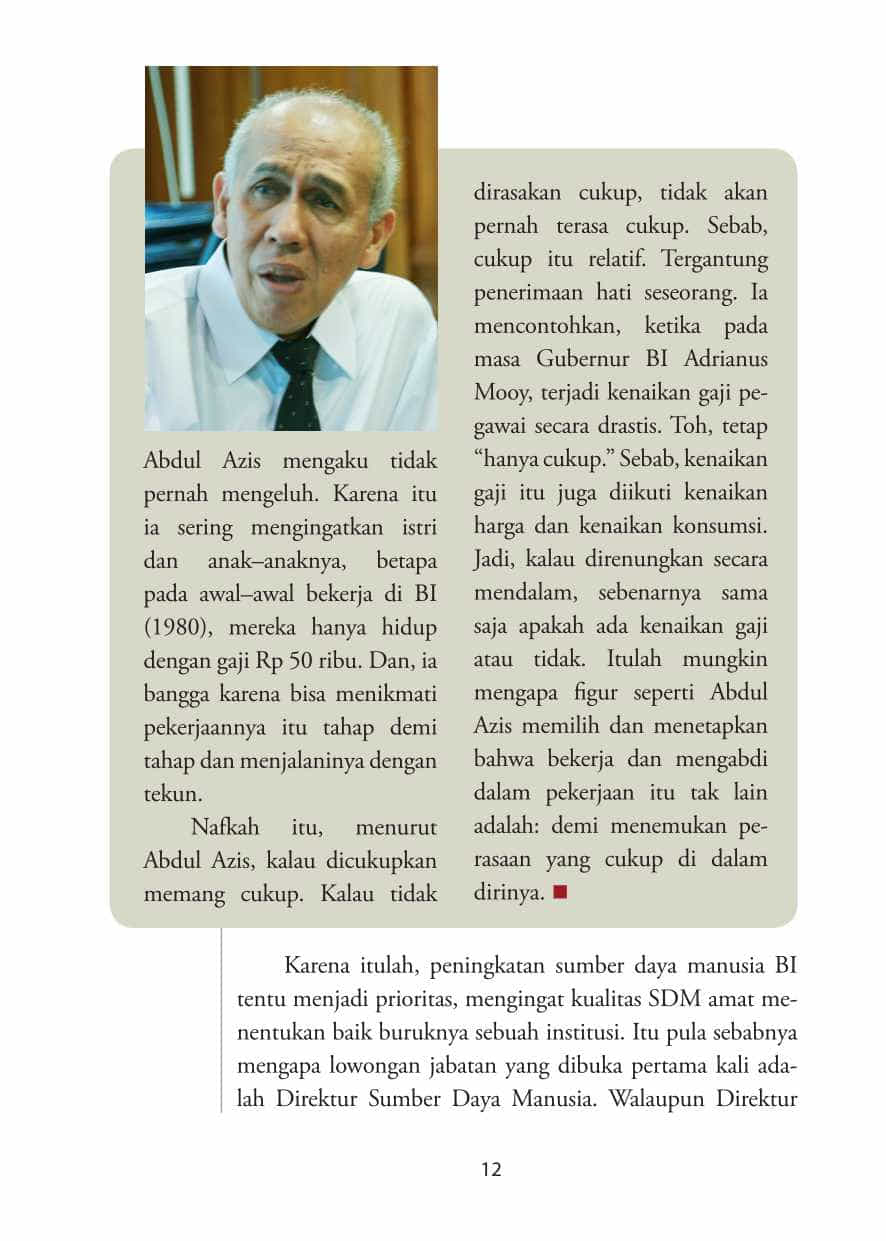 Abdul Azis mengaku tidak
pernah mengeluh. Karena itu
ia sering mengingatkan istri
dan anak–anaknya, betapa
pada awal–awal bekerja di BI
(1980), mereka hanya hidup
dengan gaji Rp 50 ribu. Dan, ia
bangga karena bisa menikmati
pekerjaannya itu tahap demi
tahap dan menjalaninya dengan
tekun.
Nafkah itu, menurut
Abdul Azis, kalau dicukupkan
memang cukup. Kalau tidak
dirasakan cukup, tidak akan
pernah terasa cukup. Sebab,
cukup itu relatif. Tergantung
penerimaan hati seseorang. Ia
mencontohkan, ketika pada
masa Gubernur BI Adrianus
Mooy, terjadi kenaikan gaji pe-
gawai secara drastis. Toh, tetap
“hanya cukup.” Sebab, kenaikan
gaji itu juga diikuti kenaikan
harga dan kenaikan konsumsi.
Jadi, kalau direnungkan secara
mendalam, sebenarnya sama
saja apakah ada kenaikan gaji
atau tidak. Itulah mungkin
mengapa figur seperti Abdul
Azis memilih dan menetapkan
bahwa bekerja dan mengabdi
dalam pekerjaan itu tak lain
adalah: demi menemukan pe-
rasaan yang cukup di dalam
dirinya.
Karena itulah, peningkatan sumber daya manusia BI
tentu menjadi prioritas, mengingat kualitas SDM amat me-
nentukan baik buruknya sebuah institusi. Itu pula sebabnya
mengapa lowongan jabatan yang dibuka pertama kali ada-
lah Direktur Sumber Daya Manusia. Walaupun Direktur
12